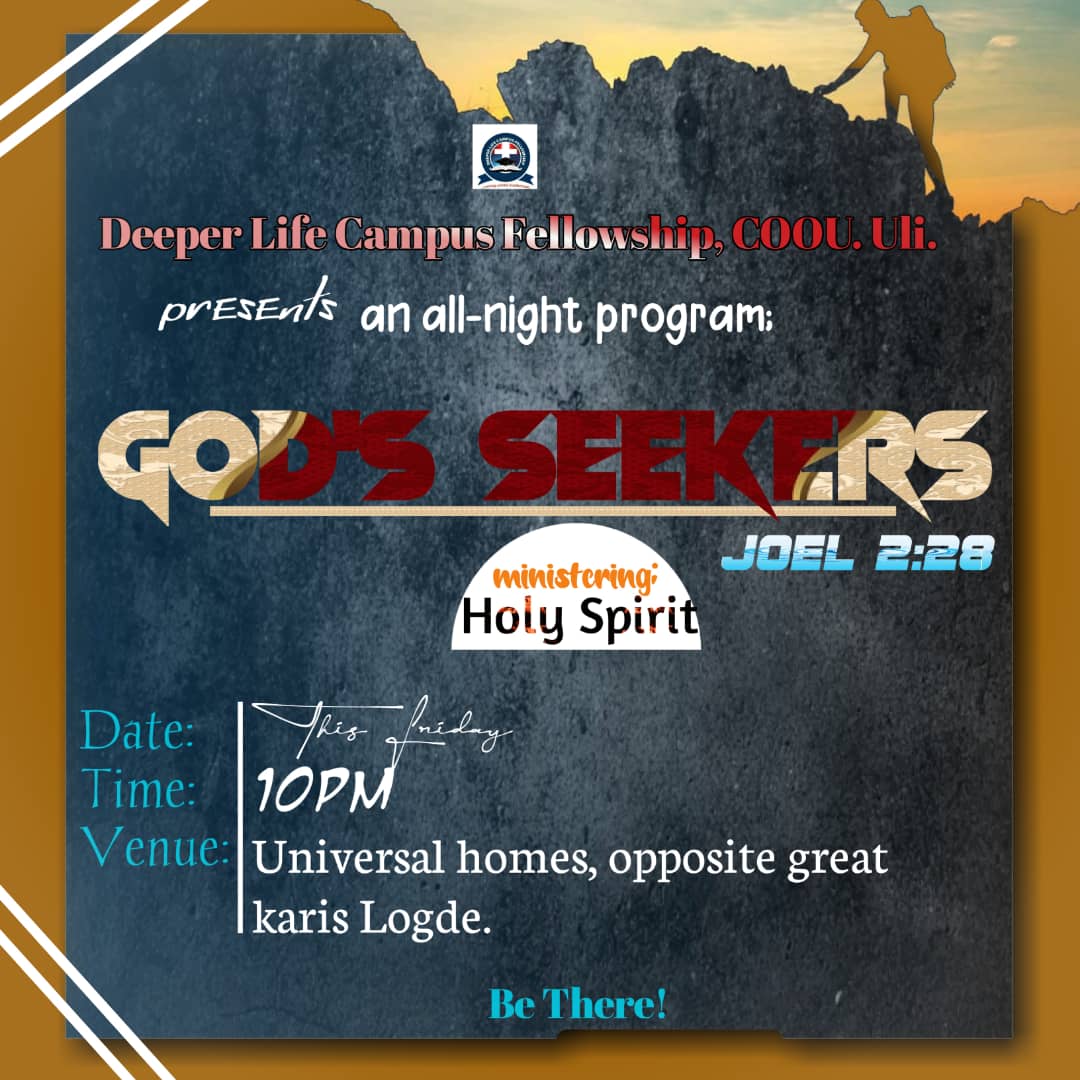 Deeper Life Campus Fellowship, COOU. Uli.
presents an all-night program;
GOD'S SEEKERS
JOEL 2:28
ministering;
Holy Spirit
Date: This friday
Time: 10PM
Venue: Universal homes, opposite great
karis Logde.
Be There!